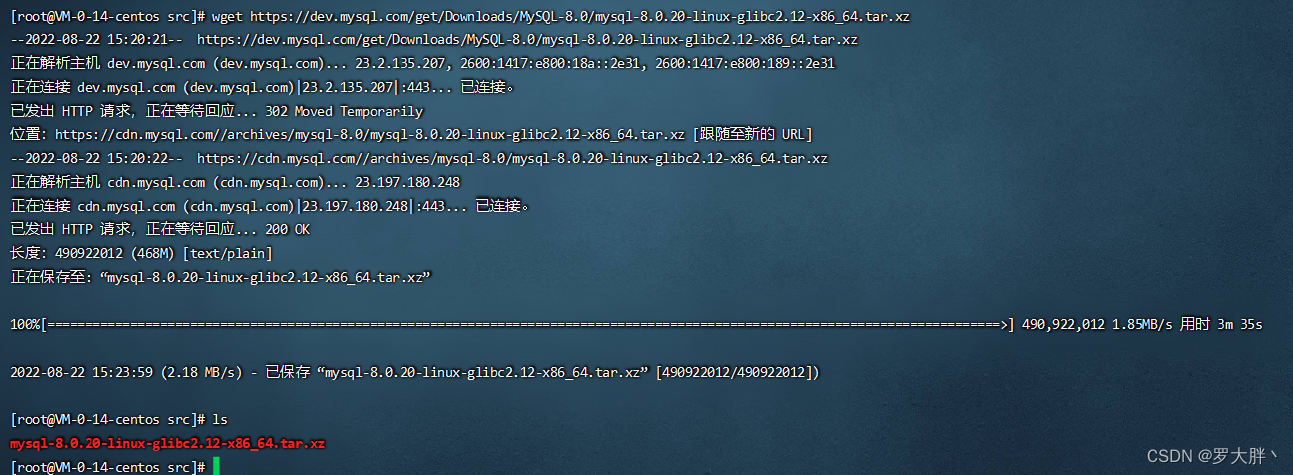 [root@VM-0-14-centos src]# wget https://dev.mysql.com/get/Downloads/MySQL-8.0/mysql-8.0.20-linux-glibc2.12-x86_64.tar.xz
--2022-08-22 15:20:21--  https://dev.mysql.com/get/Downloads/MySQL-8.0/mysql-8.0.20-linux-glibc2.12-x86_64.tar.xz
正在解析主机 dev.mysql.com (dev.mysql.com)... 23.2.135.207, 2600:1417:e800:18a::2e31, 2600:1417:e800:189::2e31
正在连接 dev.mysql.com (dev.mysql.com)|23.2.135.207|:443... 已连接。
已发出 HTTP 请求，正在等待回应... 302 Moved Temporarily
位置：https://cdn.mysql.com//archives/mysql-8.0/mysql-8.0.20-linux-glibc2.12-x86_64.tar.xz [跟随至新的 URL]
--2022-08-22 15:20:22--  https://cdn.mysql.com//archives/mysql-8.0/mysql-8.0.20-linux-glibc2.12-x86_64.tar.xz
正在解析主机 cdn.mysql.com (cdn.mysql.com)... 23.197.180.248
正在连接 cdn.mysql.com (cdn.mysql.com)|23.197.180.248|:443... 已连接。
已发出 HTTP 请求，正在等待回应... 200 OK
长度：490922012 (468M) [text/plain]
正在保存至: “mysql-8.0.20-linux-glibc2.12-x86_64.tar.xz”
100%[==============================================================================================================================>] 490,922,012 1.85MB/s 用时 3m 35s
2022-08-22 15:23:59 (2.18 MB/s) - 已保存 “mysql-8.0.20-linux-glibc2.12-x86_64.tar.xz” [490922012/490922012])
[root@VM-0-14-centos src]# ls
mysql-8.0.20-linux-glibc2.12-x86_64.tar.xz
[root@VM-0-14-centos src]#
CSDN @罗大胖丶